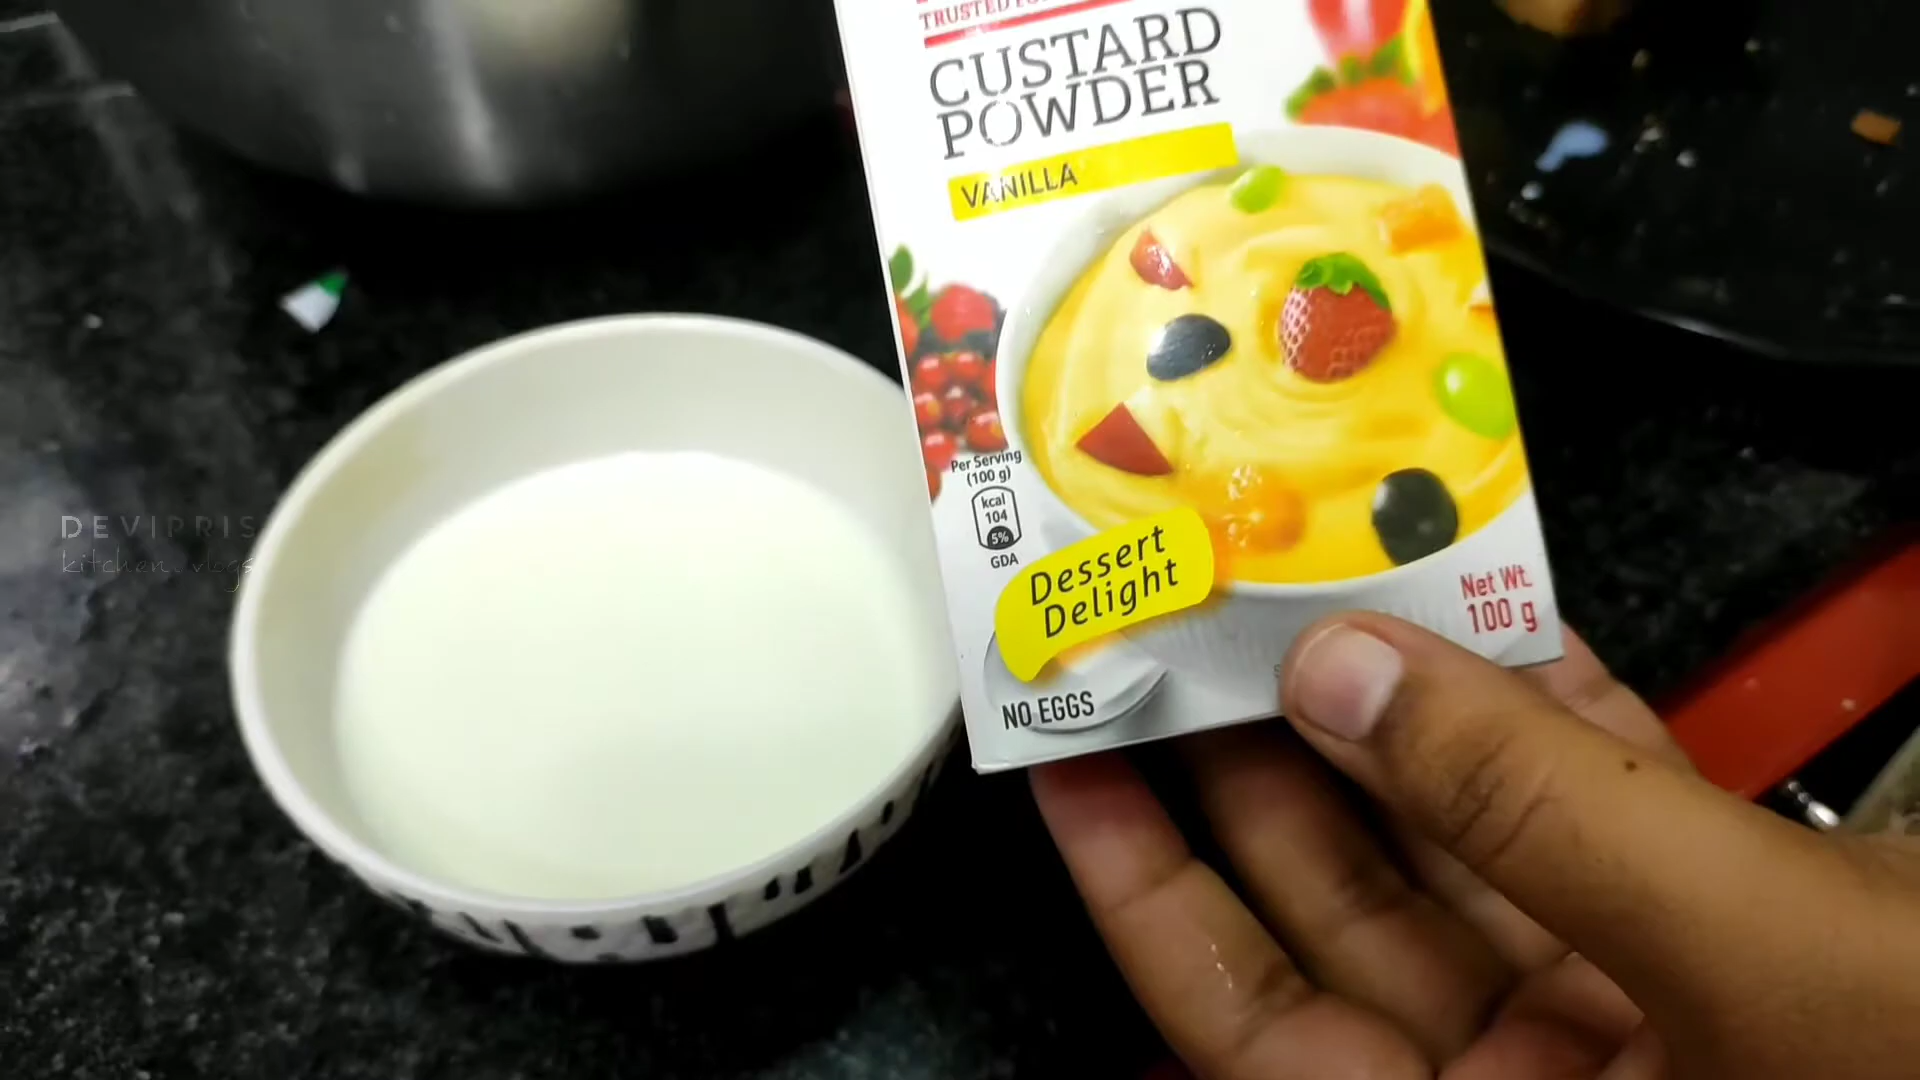 CUSTARD
POWDER
VANILLA
Per Serving
(100 g)
kcal
104
5%
GDA
Dessert
Delight
Net Wt.
100 g
NO EGGS
DEVIPRIS
kitchen.vlogs